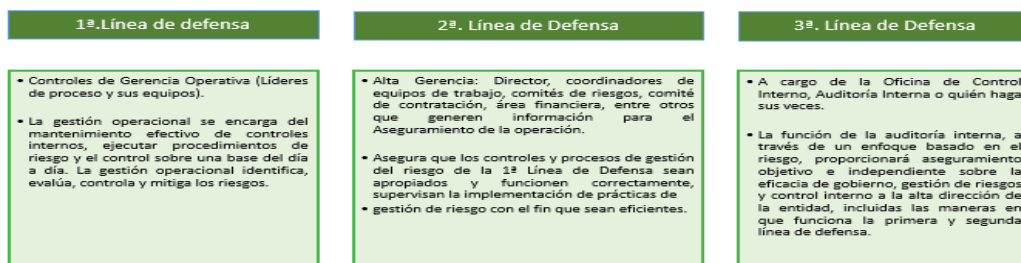 1ª.Línea de defensa
• Controles de Gerencia Operativa (Líderes
de proceso y sus equipos).
• La gestión operacional se encarga del
mantenimiento efectivo de controles
internos, ejecutar procedimientos de
riesgo y el control sobre una base del día
a día. La gestión operacional identifica,
evalúa, controla y mitiga los riesgos.
2ª. Línea de Defensa
• Alta Gerencia: Director, coordinadores de
equipos de trabajo, comités de riesgos, comité
de contratación, área financiera, entre otros
que generen información para el
Aseguramiento de la operación.
• Asegura que los controles y procesos de gestión
del riesgo de la 1ª Línea de Defensa sean
apropiados y funcionen correctamente,
supervisan la implementación de prácticas de
• gestión de riesgo con el fin que sean eficientes.
3ª. Línea de Defensa
• A cargo de la Oficina de Control
Interno, Auditoría Interna o quién haga
sus veces.
• La función de la auditoría interna, a
través de un enfoque basado en el
riesgo, proporcionará aseguramiento
objetivo e independiente sobre la
eficacia de gobierno, gestión de riesgos
y control interno a la alta dirección de
la entidad, incluidas las maneras en
que funciona la primera y segunda
línea de defensa.